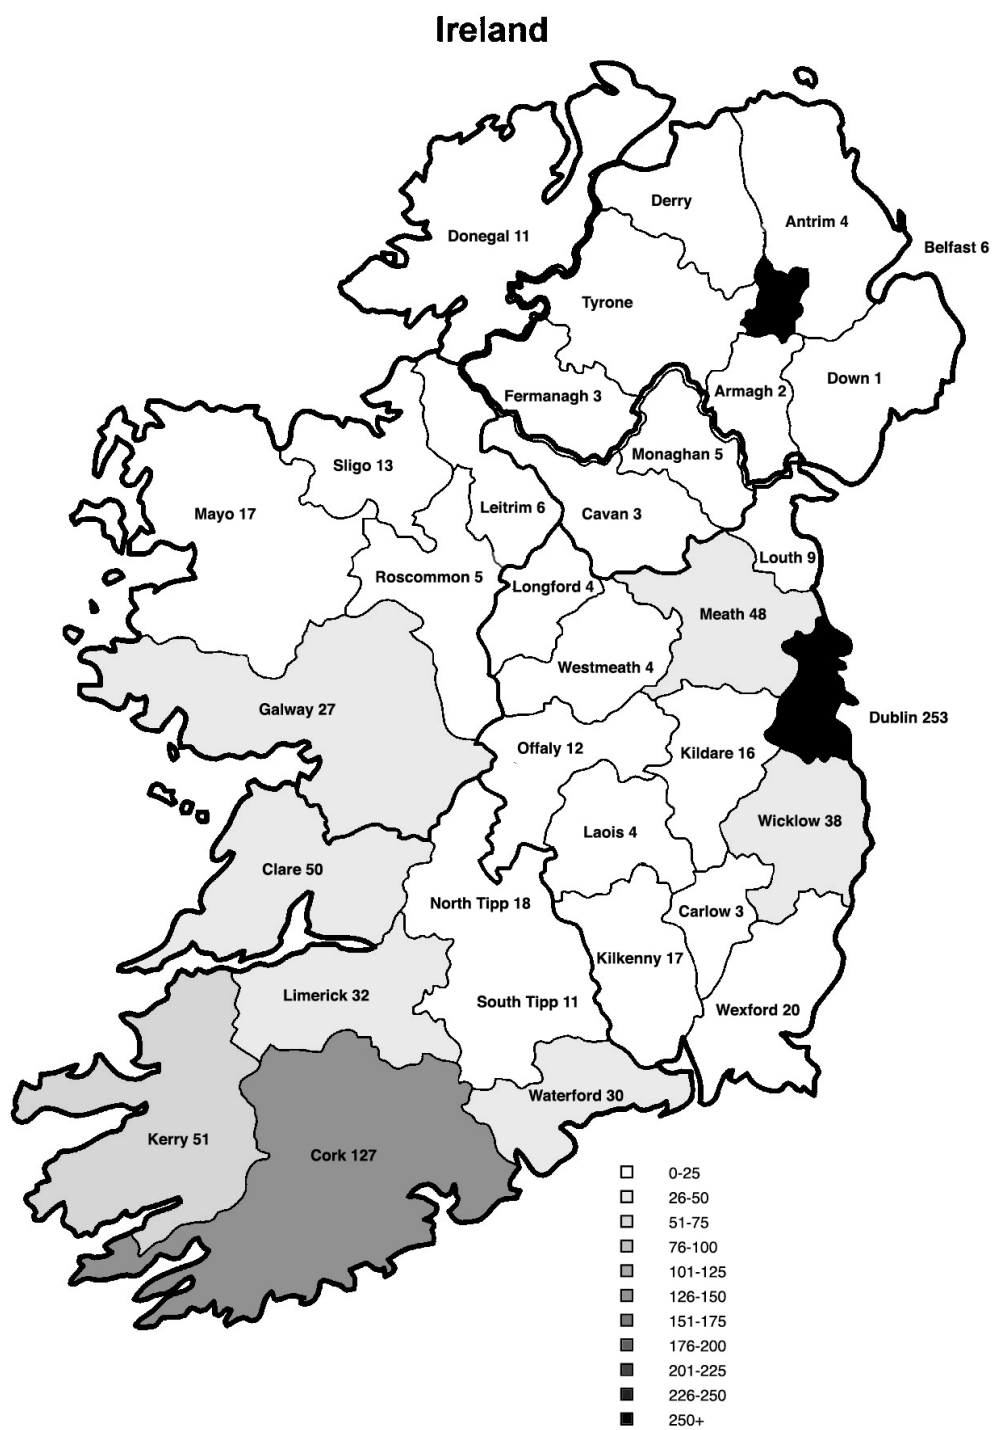 Ireland
Derry
Antrim 4
Donegal 11
Belfast 6
Tyrone
Down 1
Armagh 2
Fermanagh 3
Monaghan 5
Sligo 13
Leitrim 6
Cavan 3
Mayo 17
Louth 9
Roscommon 5
Longford 4
Meath 48
Westmeath 4
Galway 27
Dublin 253
Offaly 12
Kildare 16
Wicklow 38
Laois 4
Clare 50
North Tipp 18
Carlow 3
Kilkenny 17
Limerick 32
South Tipp 11
Wexford 20
Waterford 30
Kerry 51
Cork 127
0-25
26-50
51-75
76-100
101-125
126-150
151-175
176-200
201-225
226-250
250+